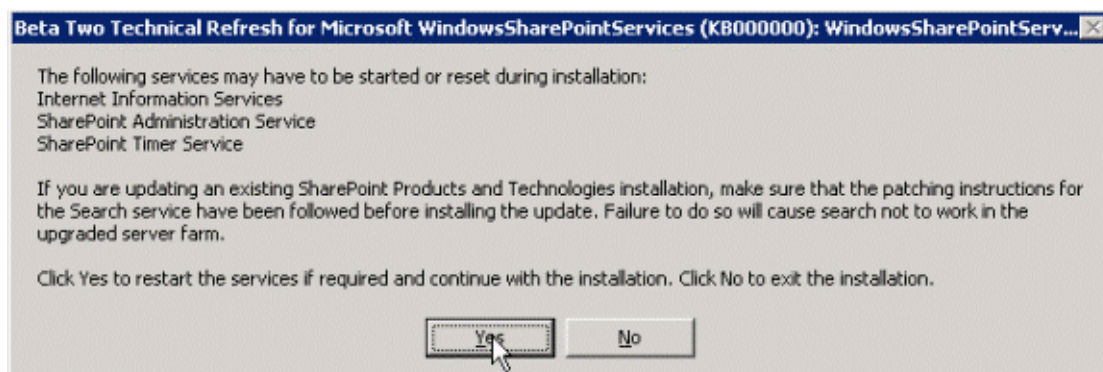 Beta Two Technical Refresh for Microsoft WindowsSharePointServices (KB000000): WindowsSharePointServ...
The following services may have to be started or reset during installation:
Internet Information Services
SharePoint Administration Service
SharePoint Timer Service
If you are updating an existing SharePoint Products and Technologies installation, make sure that the patching instructions for
the Search service have been followed before installing the update. Failure to do so will cause search not to work in the
upgraded server farm.
Click Yes to restart the services if required and continue with the installation. Click No to exit the installation.
Yes No